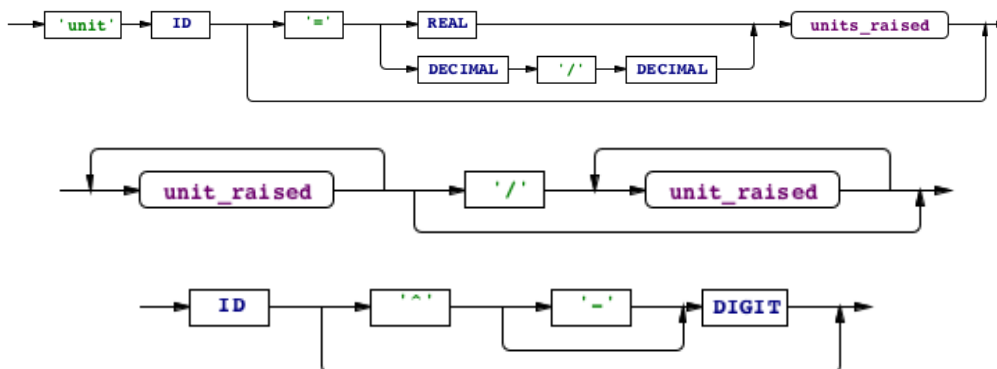 'unit' ID '=' REAL units_raised
DECIMAL '/' DECIMAL
unit_raised '/' unit_raised
ID '^' '-' DIGIT